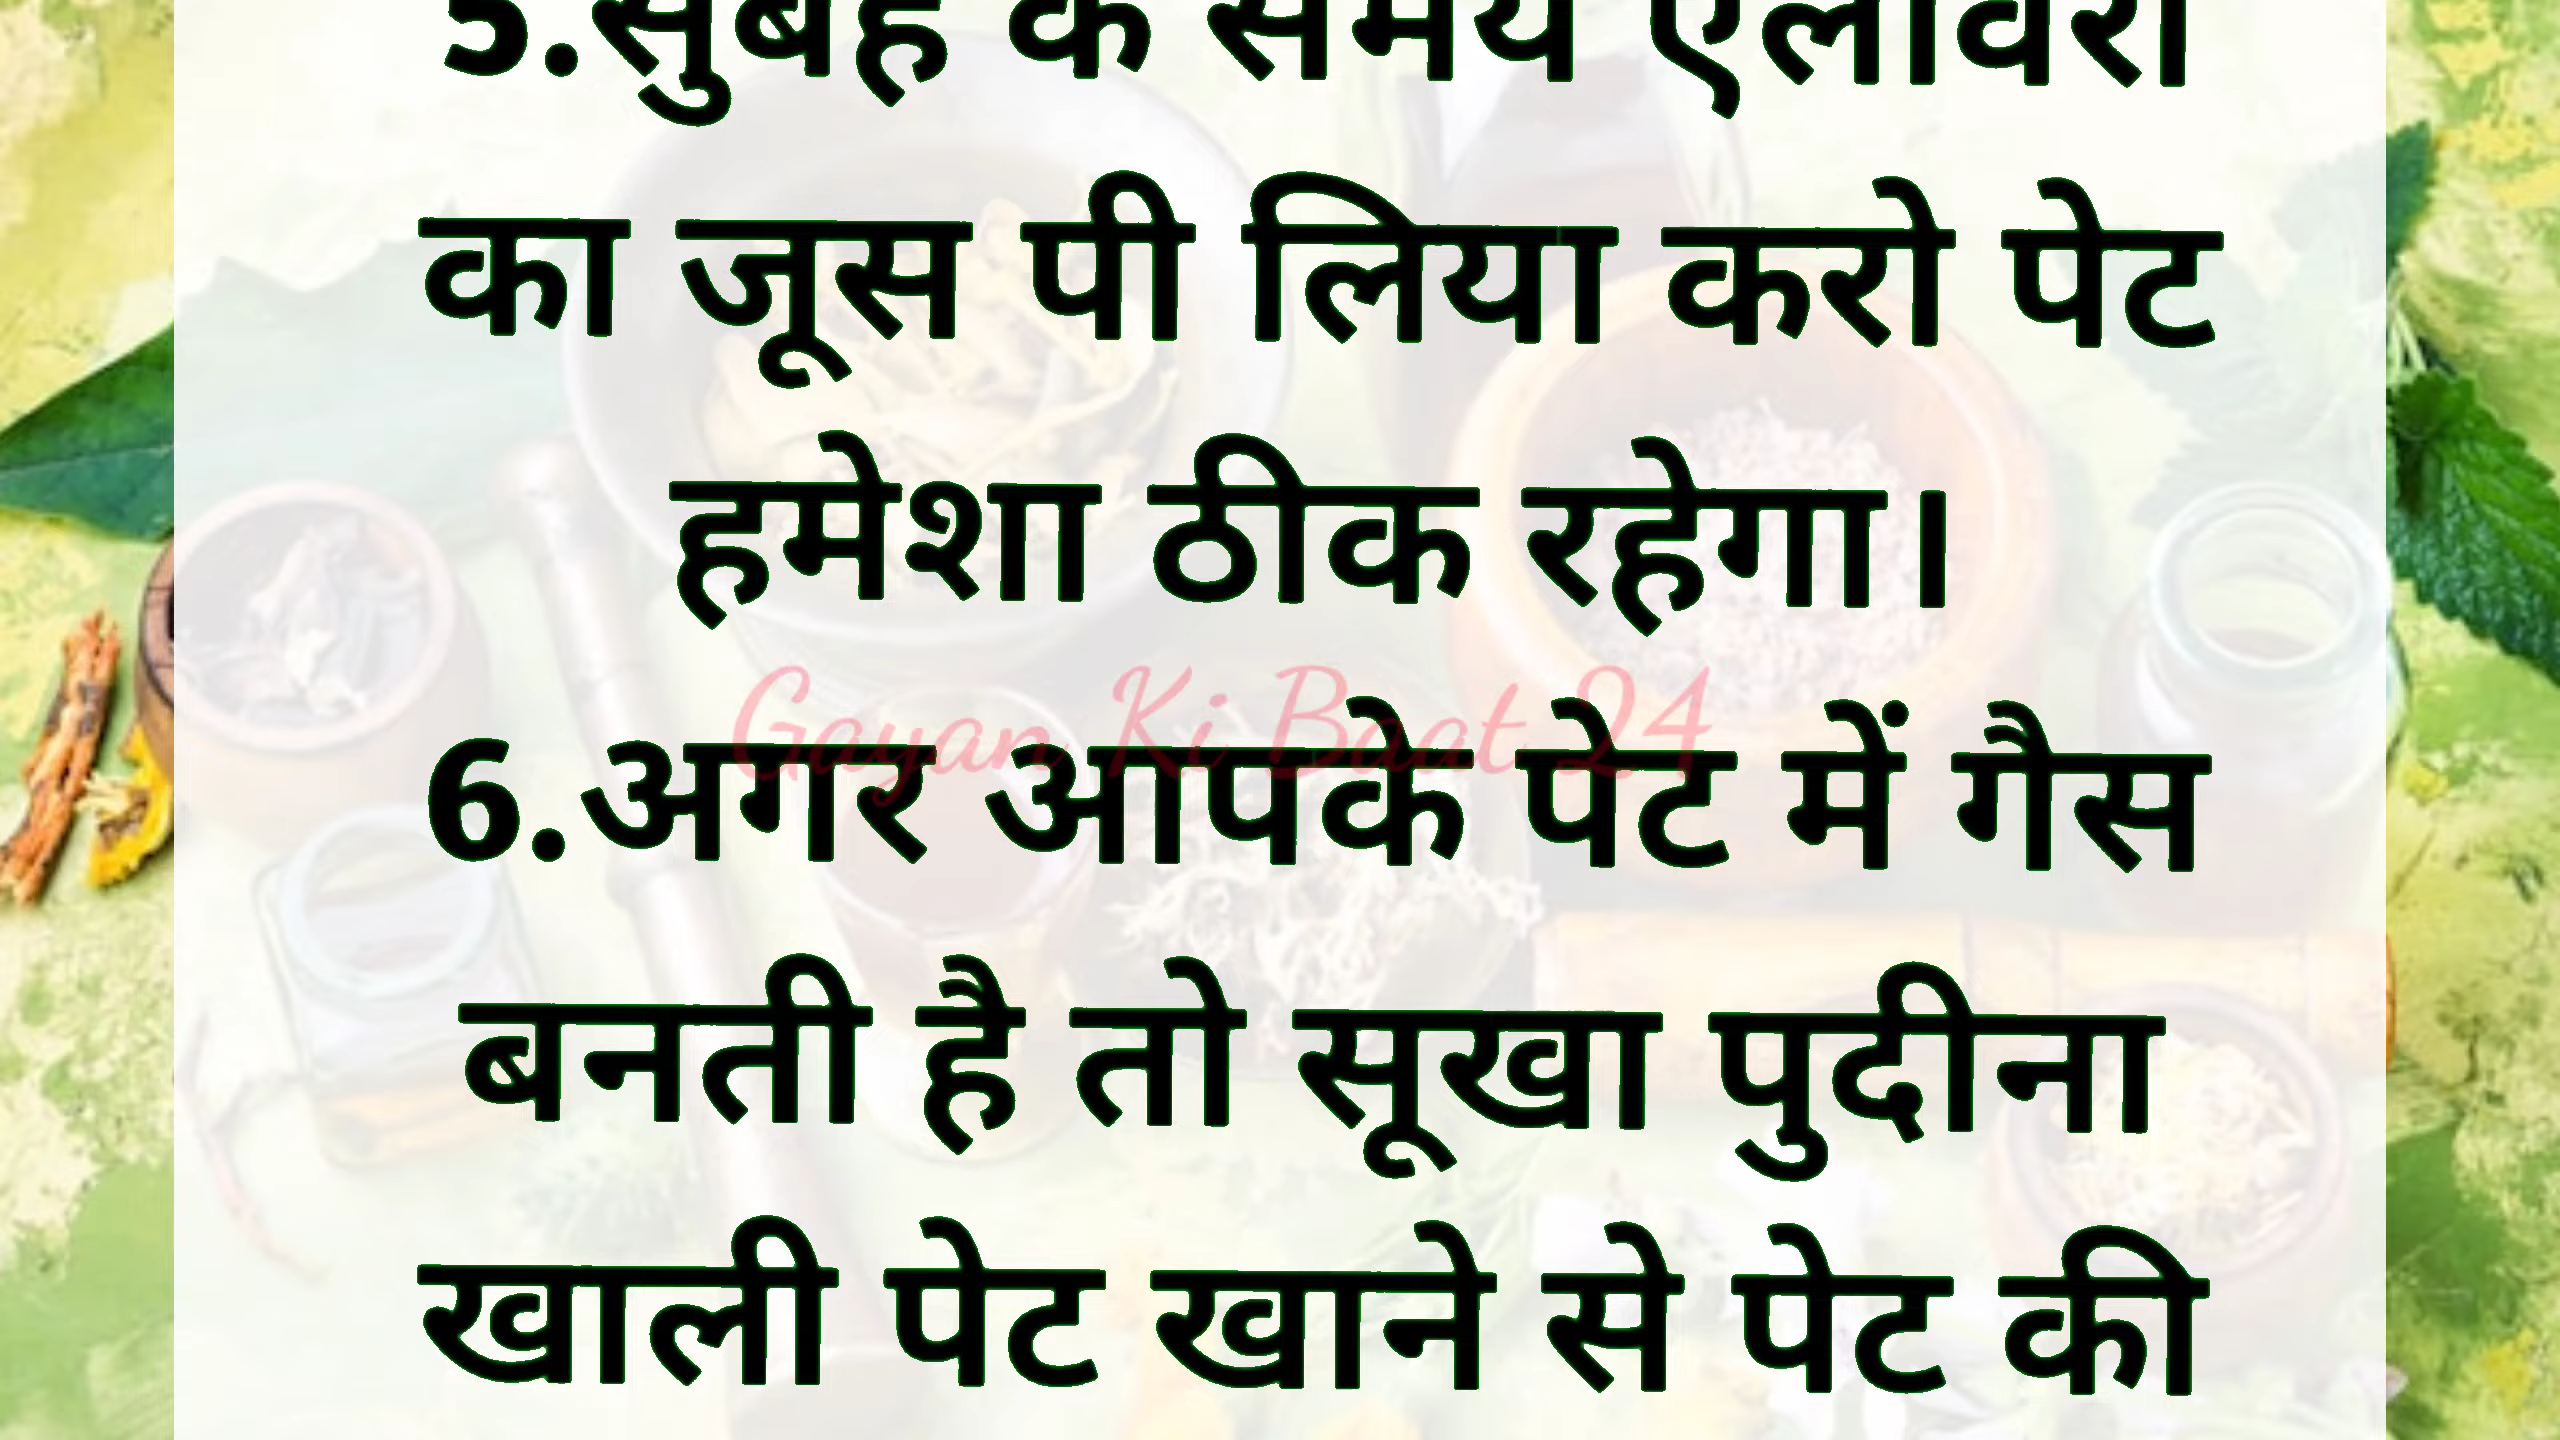 5.सुबह के समय एलोवेरा
का जूस पी लिया करो पेट
हमेशा ठीक रहेगा।
Gayan Ki Baat 24
6.अगर आपके पेट में गैस
बनती है तो सूखा पुदीना
खाली पेट खाने से पेट की